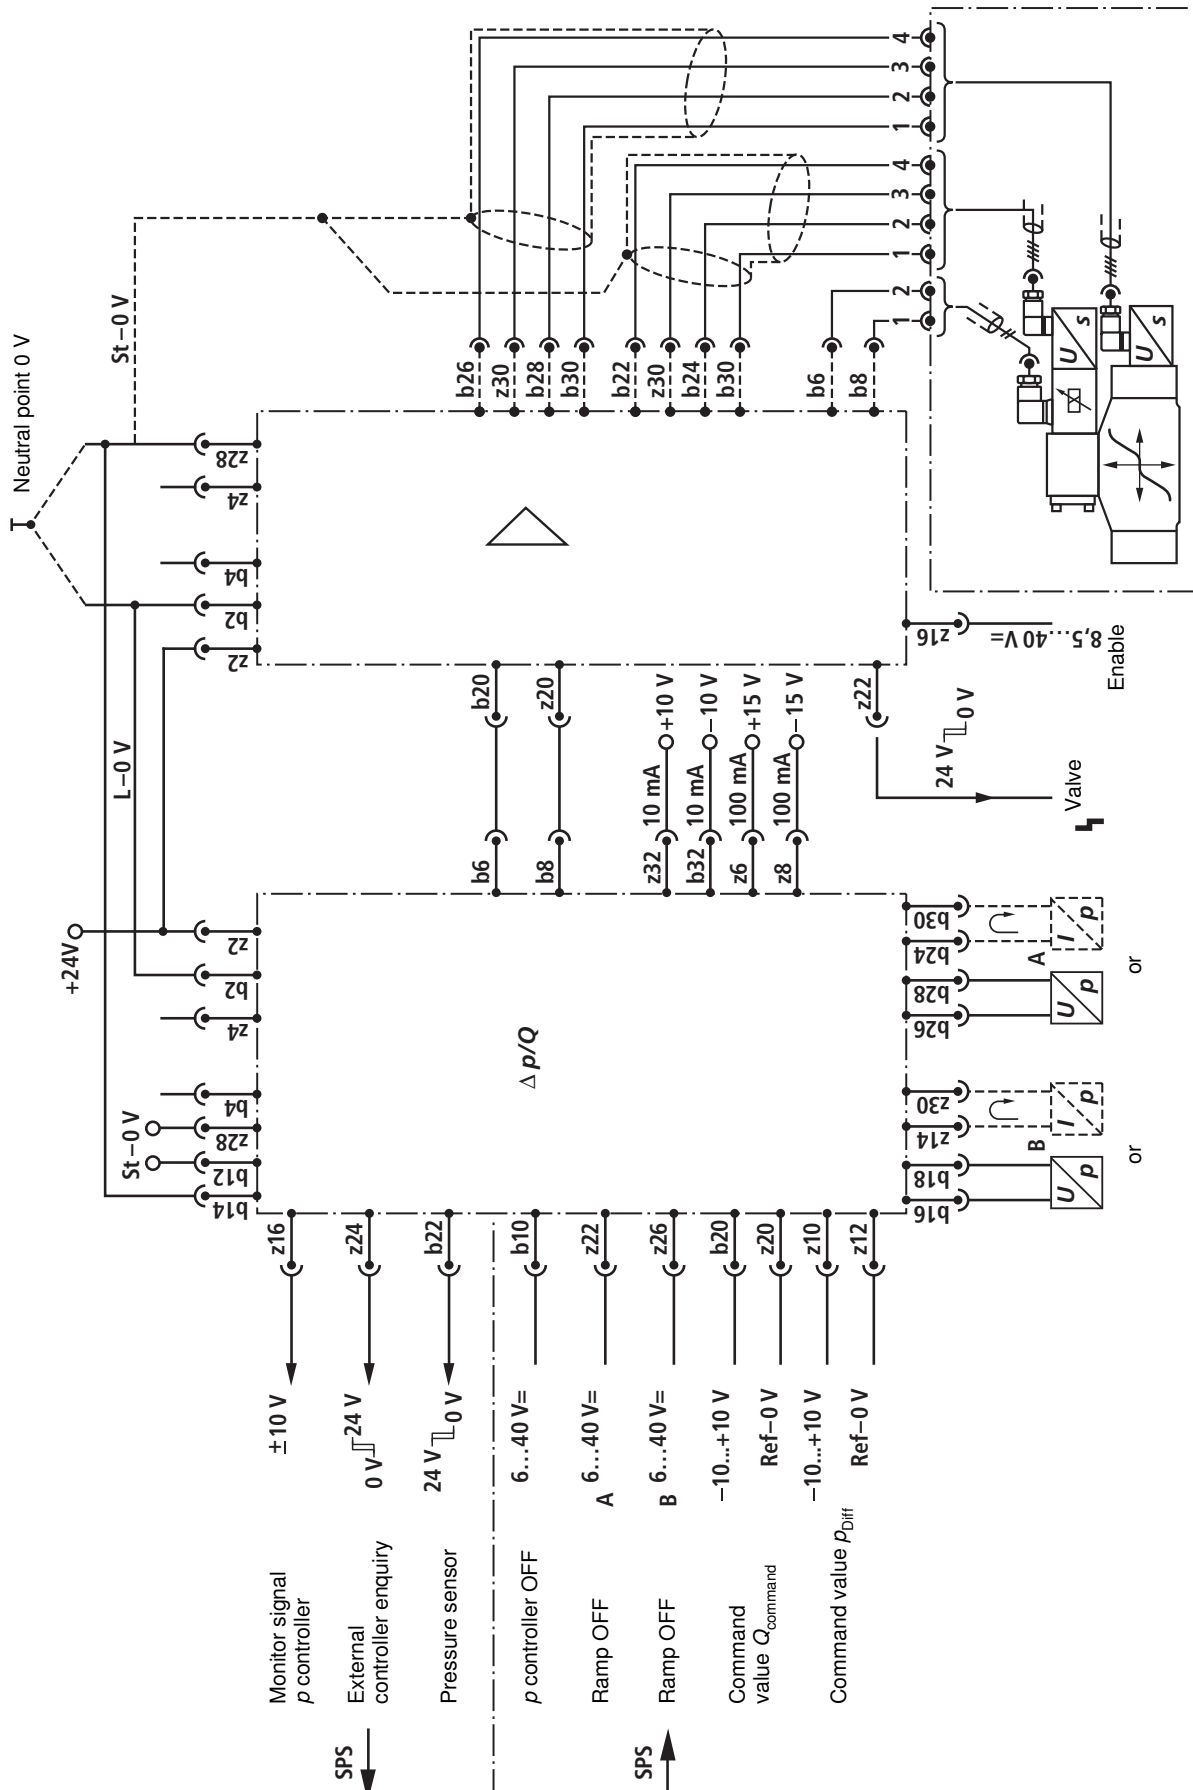 Neutral point 0 V
St–0 V
L–0 V
+24V
St–0 V
b14
b12
z28
b4
z4
b2
z2
z2
b2
b4
z4
z28
SPS
Monitor signal
p controller
±10 V
z16
External
controller enquiry
0 V 24 V
z24
Pressure sensor
24 V 0 V
b22
SPS
p controller OFF
6...40 V=
b10
Ramp OFF
A 6...40 V=
z22
Ramp OFF
B 6...40 V=
z26
Command
value Qcommand
–10...+10 V
b20
Ref–0 V
z20
Command value pDiff
–10...+10 V
z10
Ref–0 V
z12
Δ p/Q
b6
b20
b8
z20
z32
10 mA
+10 V
b32
10 mA
–10 V
z6
100 mA
+15 V
z8
100 mA
–15 V
z22
24 V 0 V
Valve
z16
8,5...40 V=
Enable
b16
b18
z14
z30
b26
b28
b24
b30
U p
B
I p
or
U p
A
I p
or
b26
z30
b28
b30
b22
z30
b24
b30
b6
b8
4
3
2
1
4
3
2
1
2
1
U s
U s